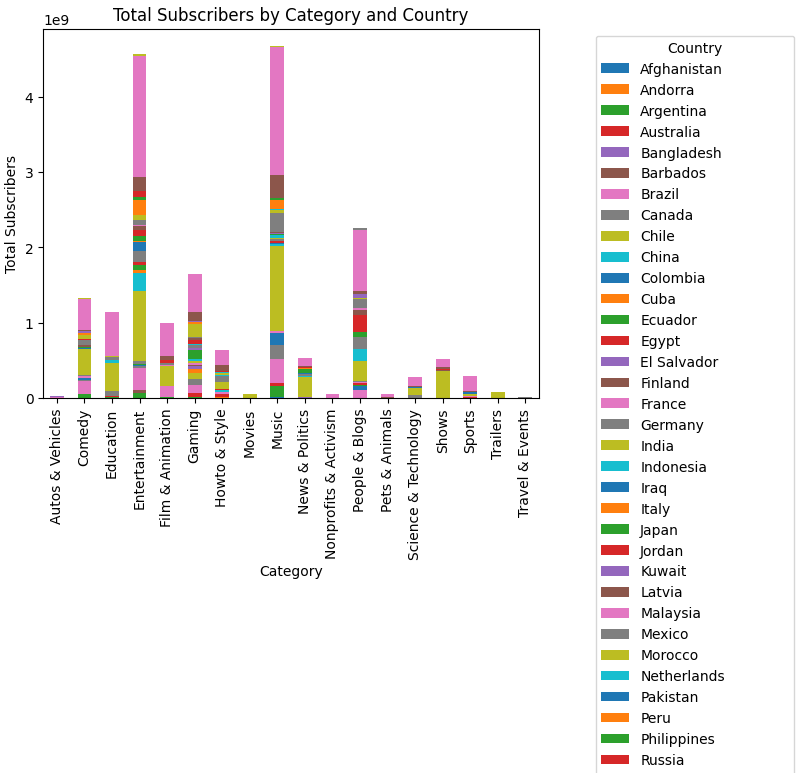 Total Subscribers by Category and Country
1e9
Total Subscribers
4
3
2
1
0
Autos & Vehicles
Comedy
Education
Entertainment
Film & Animation
Gaming
Howto & Style
Movies
Music
News & Politics
Nonprofits & Activism
People & Blogs
Pets & Animals
Science & Technology
Shows
Sports
Trailers
Travel & Events
Category
Country
Afghanistan
Andorra
Argentina
Australia
Bangladesh
Barbados
Brazil
Canada
Chile
China
Colombia
Cuba
Ecuador
Egypt
El Salvador
Finland
France
Germany
India
Indonesia
Iraq
Italy
Japan
Jordan
Kuwait
Latvia
Malaysia
Mexico
Morocco
Netherlands
Pakistan
Peru
Philippines
Russia